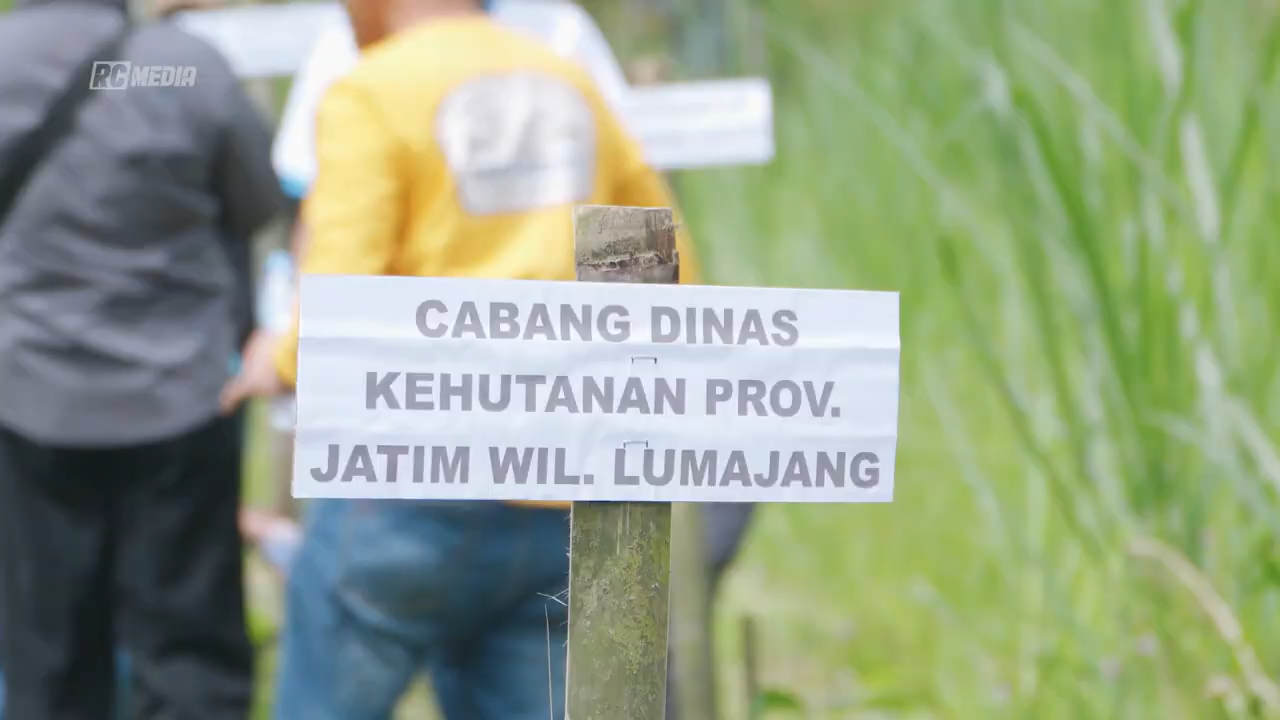 RC MEDIA
CABANG DINAS
KEHUTANAN PROV.
JATIM WIL. LUMAJANG